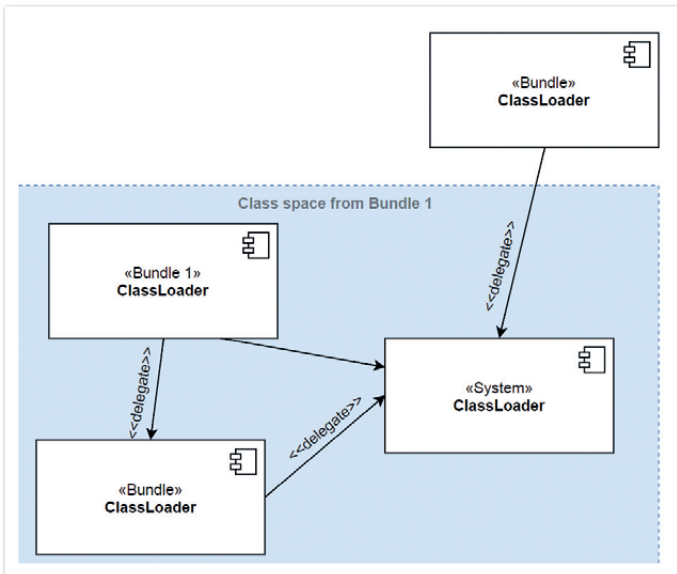 «Bundle»
ClassLoader
Class space from Bundle 1
<<delegate>>
«Bundle 1»
ClassLoader
«System»
ClassLoader
<<delegate>>
<<delegate>>
«Bundle»
ClassLoader